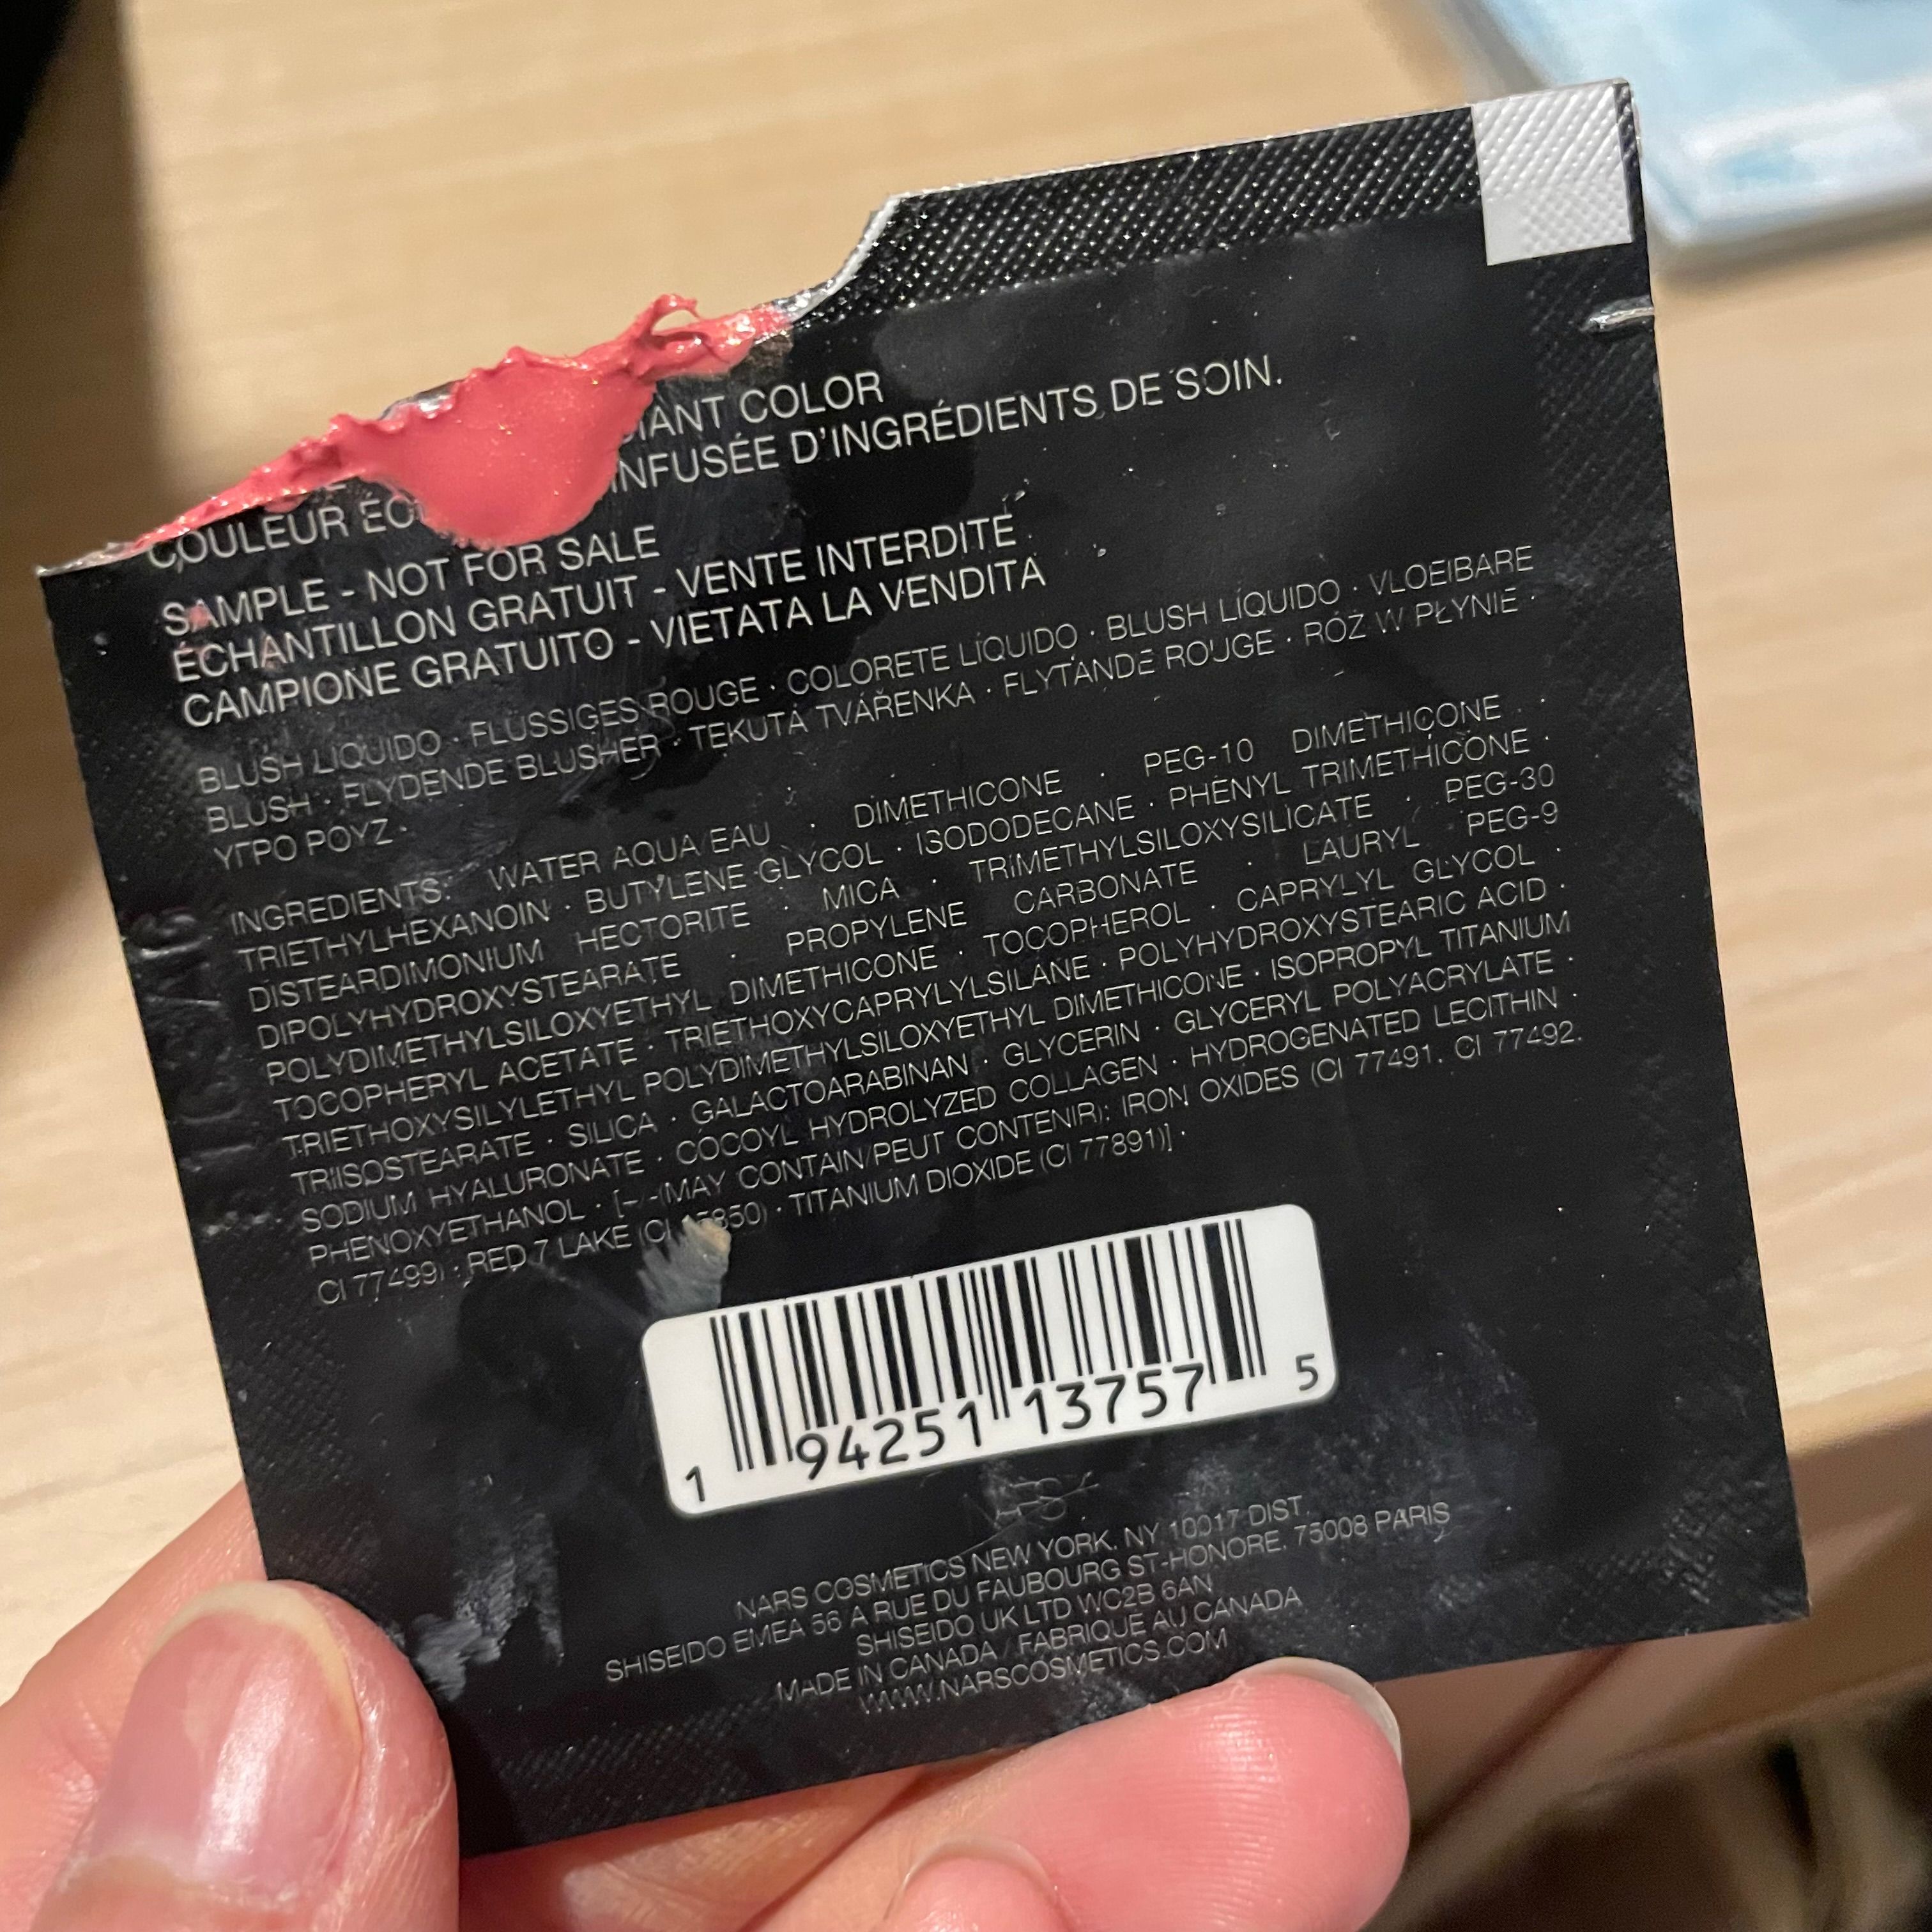 IANT COLOR
COULEUR INFUSÉE D'INGRÉDIENTS DE SOIN.
SAMPLE - NOT FOR SALE
ÉCHANTILLON GRATUIT - VENTE INTERDITE
CAMPIONE GRATUITO - VIETATA LA VENDITA
BLUSH LIQUIDO · FLÜSSIGES ROUGE · COLORETE LÍQUIDO · BLUSH LÍQUIDO · VLOEIBARE
BLUSH · FLYDENDE BLUSHER · TEKUTÁ TVÁŘENKA · FLYTANDE ROUGE · RÓŻ W PŁYNIE ·
ΥΓΡΟ ΡΟΥΖ ·
INGREDIENTS: WATER/AQUA/EAU · DIMETHICONE · PEG-10 DIMETHICONE ·
TRIETHYLHEXANOIN · BUTYLENE GLYCOL · ISODODECANE · PHENYL TRIMETHICONE ·
DISTEARDIMONIUM HECTORITE · MICA · TRIMETHYLSILOXYSILICATE · PEG-30
DIPOLYHYDROXYSTEARATE · PROPYLENE CARBONATE · LAURYL PEG-9
POLYDIMETHYLSILOXYETHYL DIMETHICONE · TOCOPHEROL · CAPRYLYL GLYCOL ·
TOCOPHERYL ACETATE · TRIETHOXYCAPRYLYLSILANE · POLYHYDROXYSTEARIC ACID ·
TRIETHOXYSILYLETHYL POLYDIMETHYLSILOXYETHYL DIMETHICONE · ISOPROPYL TITANIUM
TRIISOSTEARATE · SILICA · GALACTOARABINAN · GLYCERIN · GLYCERYL POLYACRYLATE ·
SODIUM HYALURONATE · COCOYL HYDROLYZED COLLAGEN · HYDROGENATED LECITHIN ·
PHENOXYETHANOL · [+/-(MAY CONTAIN/PEUT CONTENIR): IRON OXIDES (CI 77491, CI 77492,
CI 77499) · RED 7 LAKE (CI 850) · TITANIUM DIOXIDE (CI 77891)] ·
1 94251 13757 5
NARS
NARS COSMETICS NEW YORK, NY 10017 DIST.
SHISEIDO EMEA 56 A RUE DU FAUBOURG ST-HONORE, 75008 PARIS
SHISEIDO UK LTD WC2B 6AN
MADE IN CANADA / FABRIQUÉ AU CANADA
WWW.NARSCOSMETICS.COM